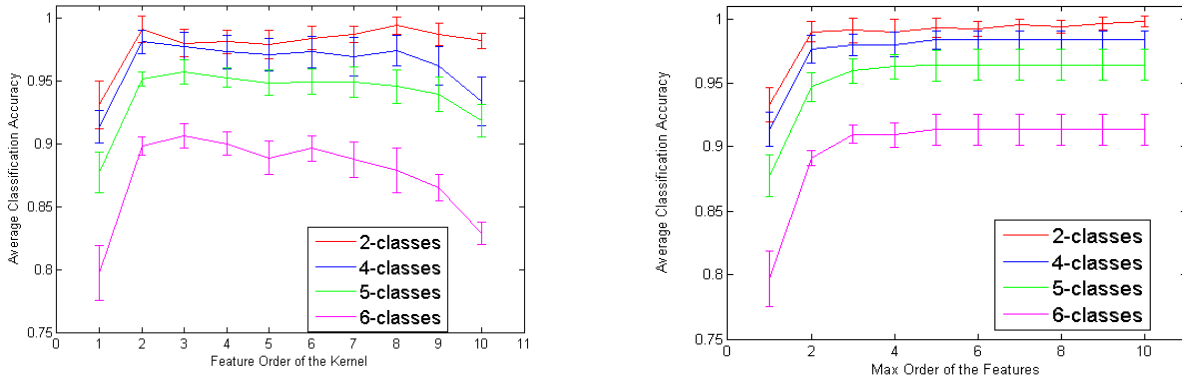 1
0.95
0.9
0.85
0.8
0.75
Average Classification Accuracy
0 1 2 3 4 5 6 7 8 9 10 11
Feature Order of the Kernel
2-classes
4-classes
5-classes
6-classes
1
0.95
0.9
0.85
0.8
0.75
Average Classification Accuracy
0 2 4 6 8 10
Max Order of the Features
2-classes
4-classes
5-classes
6-classes